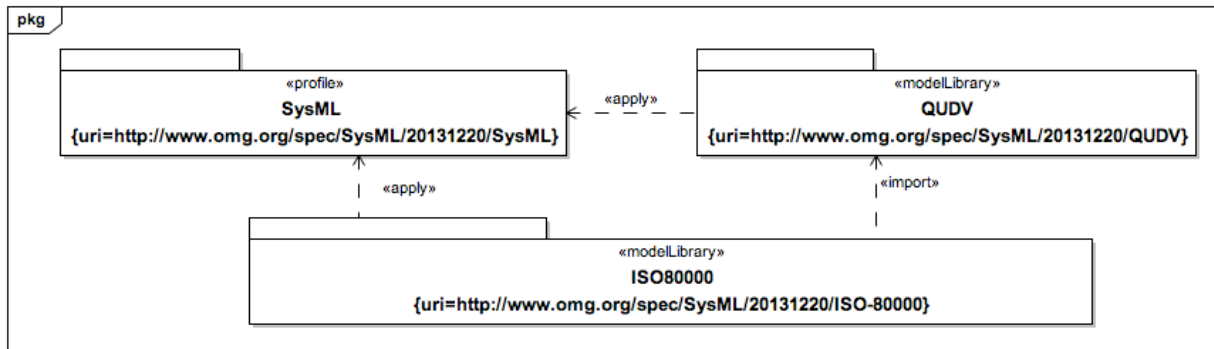 pkg
«profile»
SysML
{uri=http://www.omg.org/spec/SysML/20131220/SysML}
«apply»
«modelLibrary»
QUDV
{uri=http://www.omg.org/spec/SysML/20131220/QUDV}
«apply»
«import»
«modelLibrary»
ISO80000
{uri=http://www.omg.org/spec/SysML/20131220/ISO-80000}